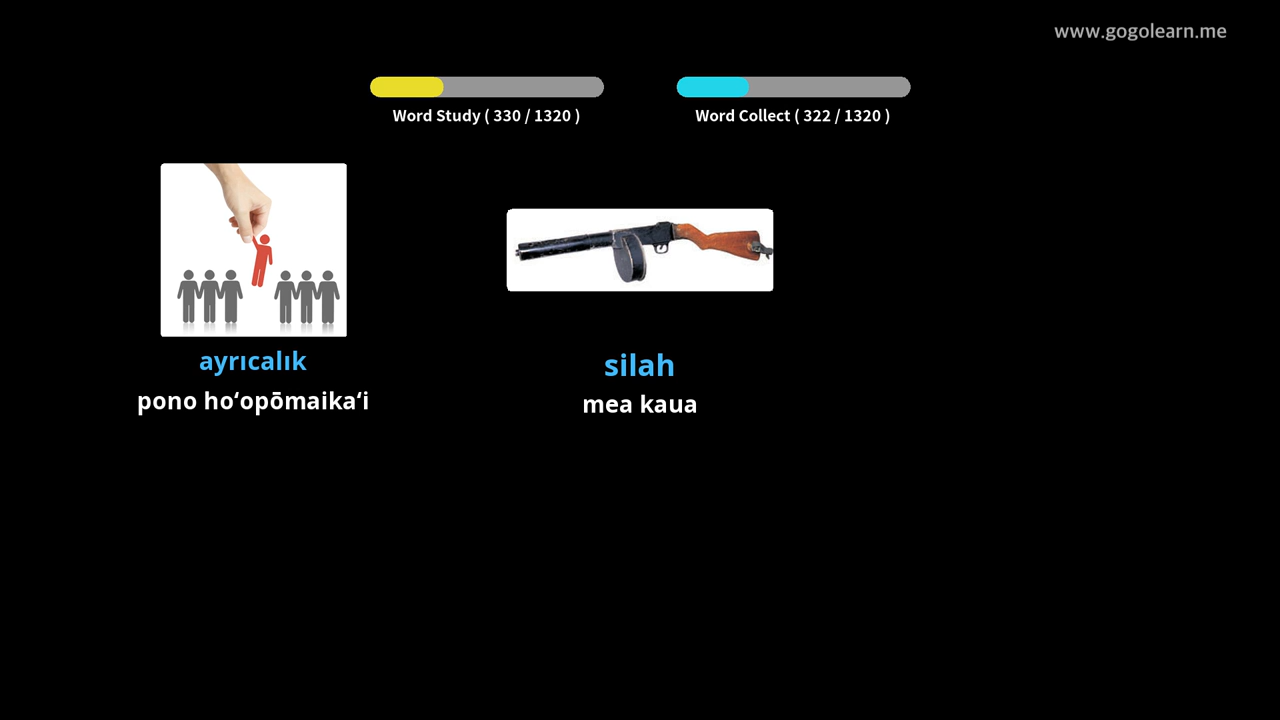 www.gogolearn.me
Word Study ( 330 / 1320 )
Word Collect ( 322 / 1320 )
ayrıcalık
pono hoʻopōmaikaʻi
silah
mea kaua